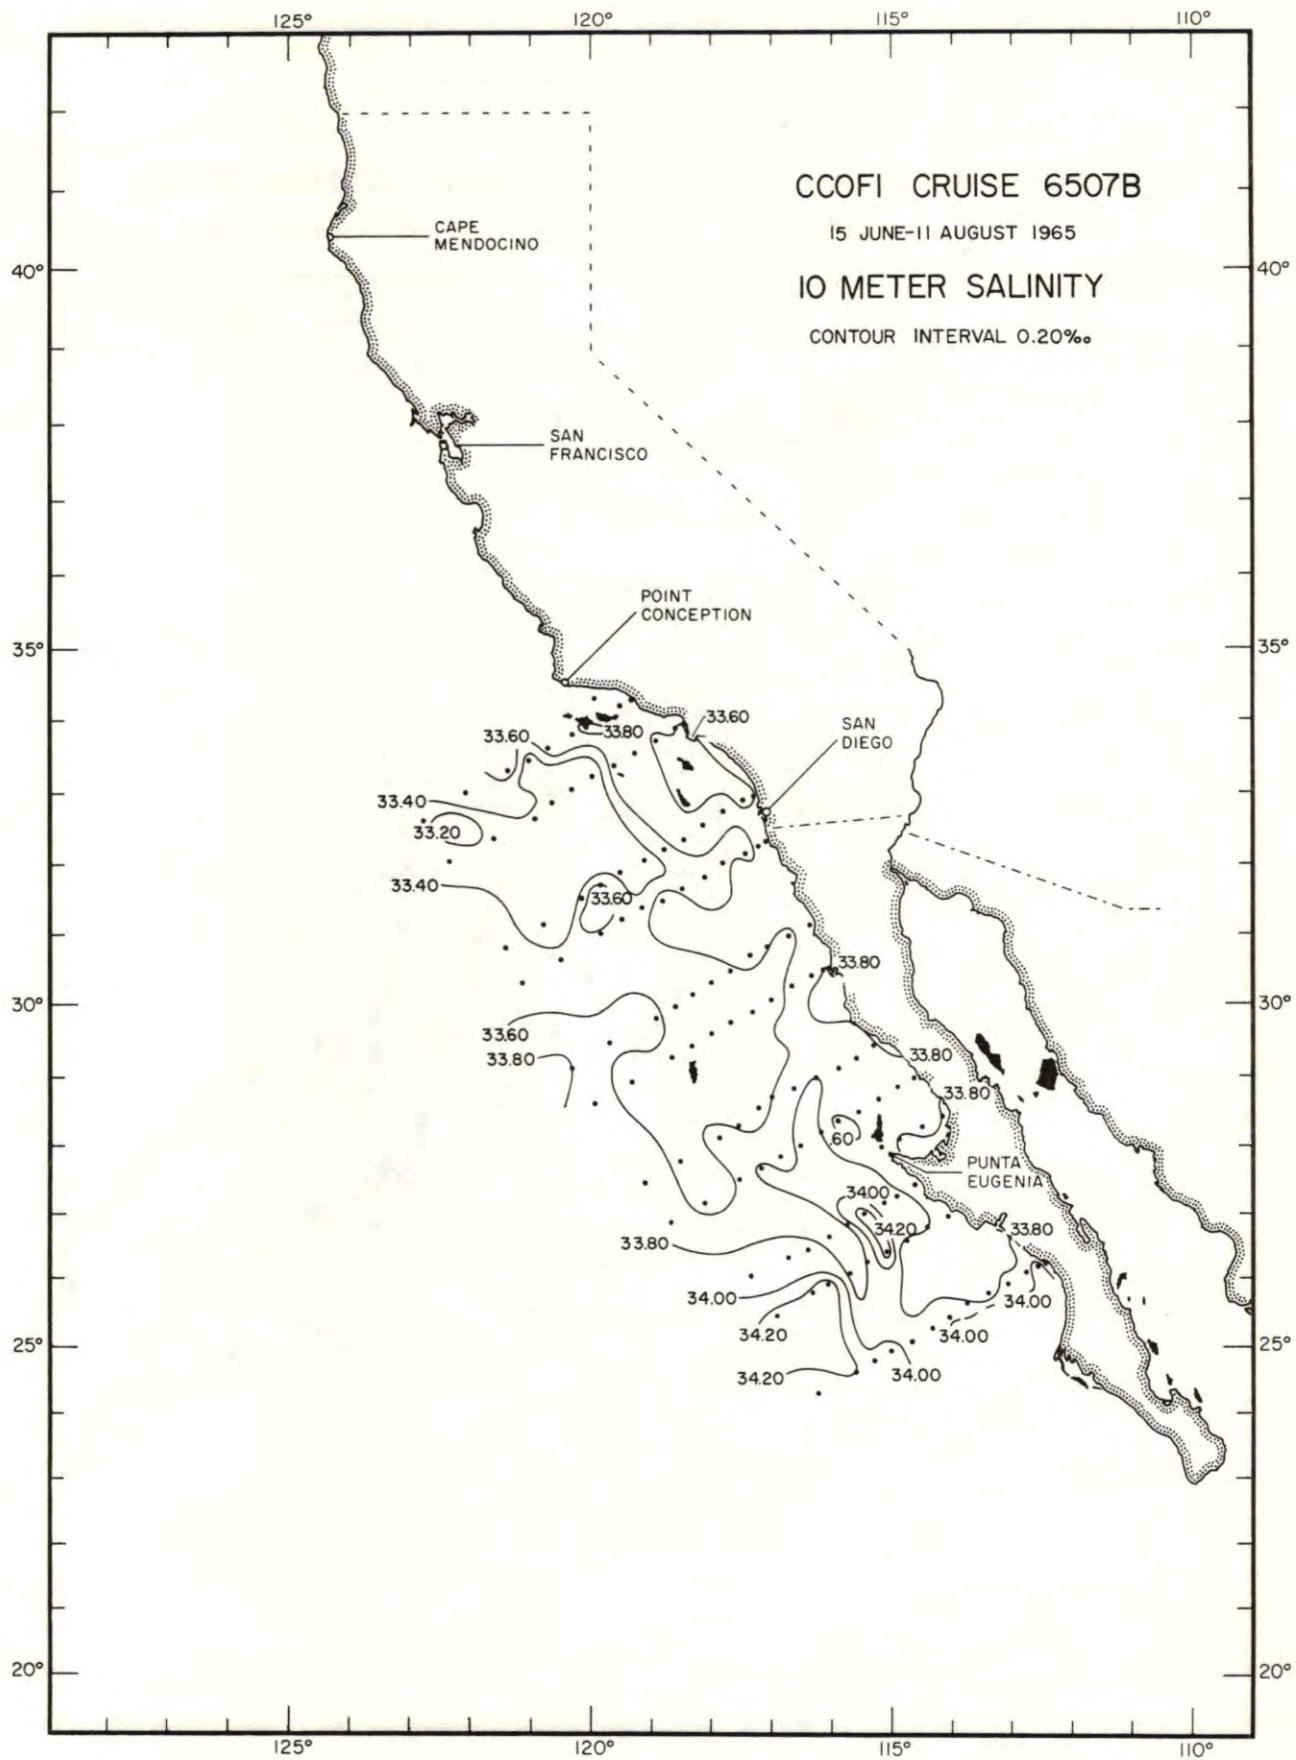 125°
120°
115°
110°
CCOFI CRUISE 6507B
15 JUNE-11 AUGUST 1965
CAPE
MENDOCINO
40°
40°
10 METER SALINITY
CONTOUR INTERVAL 0.20‰
SAN
FRANCISCO
POINT
CONCEPTION
35°
35°
33.60
SAN
DIEGO
33.80
33.60
33.40
33.20
33.40
33.60
33.80
30°
30°
33.60
33.80
33.80
33.80
.60
PUNTA
EUGENIA
34.00
34.20
33.80
33.80
34.00
34.00
34.20
34.00
25°
25°
34.20
34.00
20°
20°
125°
120°
115°
110°